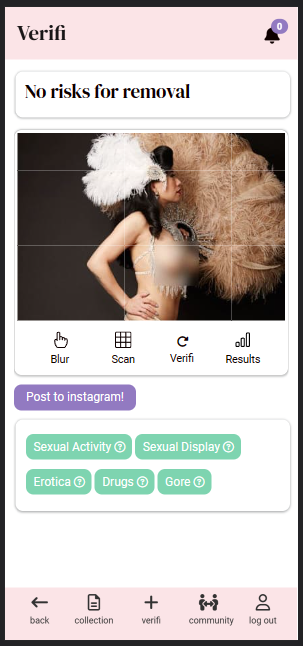 Verifi
0
No risks for removal
Blur Scan Verifi Results
Post to instagram!
Sexual Activity ? Sexual Display ?
Erotica ? Drugs ? Gore ?
back collection verifi community log out